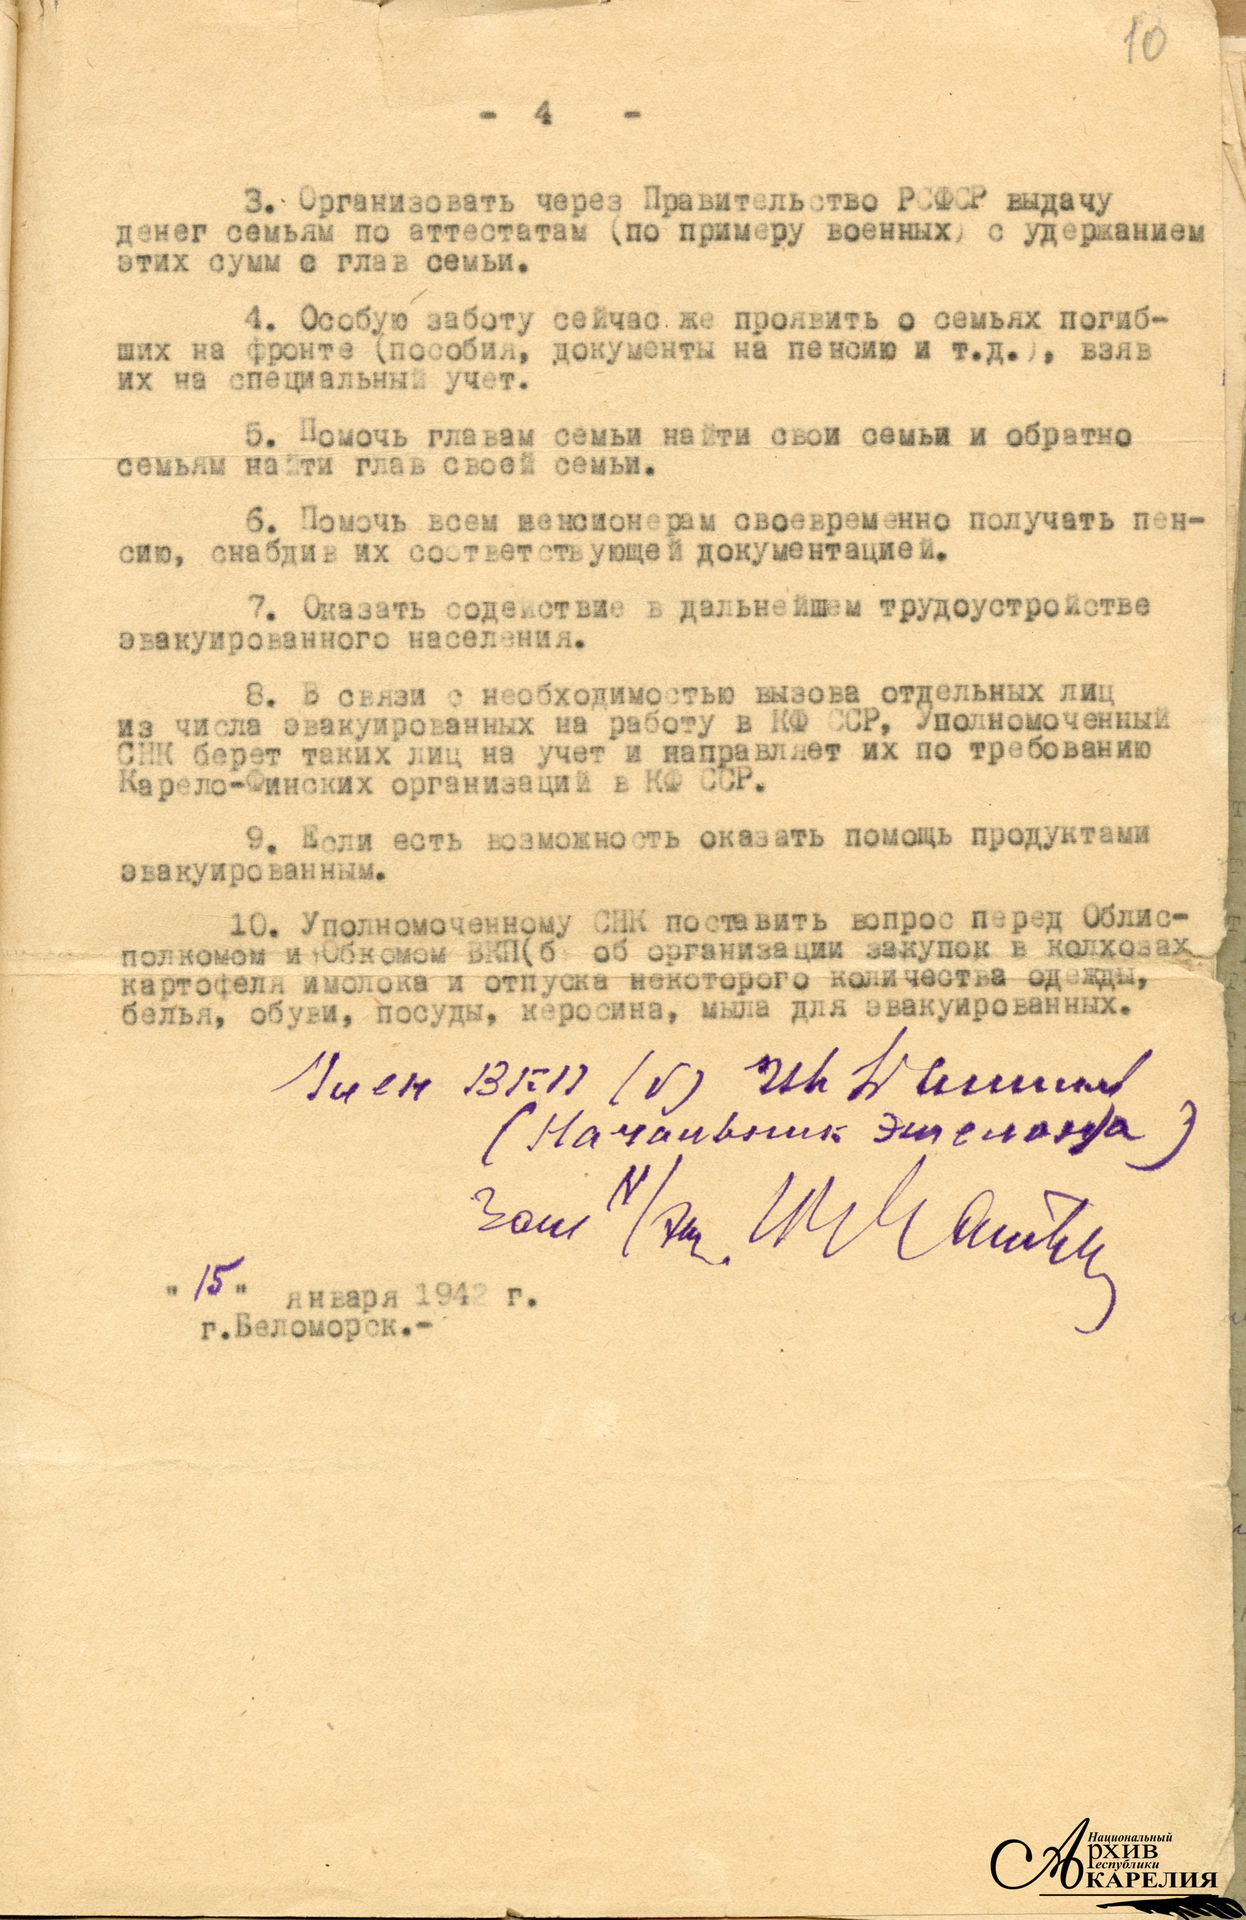 10
- 4 -
3. Организовать через Правительство РСФСР выдачу
денег семьям по аттестатам (по примеру военных) с удержанием
этих сумм с глав семьи.
4. Особую заботу сейчас же проявить о семьях погиб-
ших на фронте (пособия, документы на пенсию и т.д.), взяв
их на специальный учет.
5. Помочь главам семьи найти свои семьи и обратно
семьям найти глав своей семьи.
6. Помочь всем пенсионерам своевременно получать пен-
сию, снабдив их соответствующей документацией.
7. Оказать содействие в дальнейшем трудоустройстве
эвакуированного населения.
8. В связи с необходимостью вызова отдельных лиц
из числа эвакуированных на работу в КФ ССР, Уполномоченный
СНК берет таких лиц на учет и направляет их по требованию
Карело-Финских организаций в КФ ССР.
9. Если есть возможность оказать помощь продуктами
эвакуированным.
10. Уполномоченному СНК поставить вопрос перед Облис-
полкомом и Обкомом ВКП(б) об организации закупок в колхозах
картофеля имолока и отпуска некоторого количества одежды,
белья, обуви, посуды, керосина, мыла для эвакуированных.
Член ВКП (б)
(Начальник эшелона)
Зам н/эш.
"15" января 1942 г.
г.Беломорск.-
Национальный
Архив
Республики
КАРЕЛИЯ